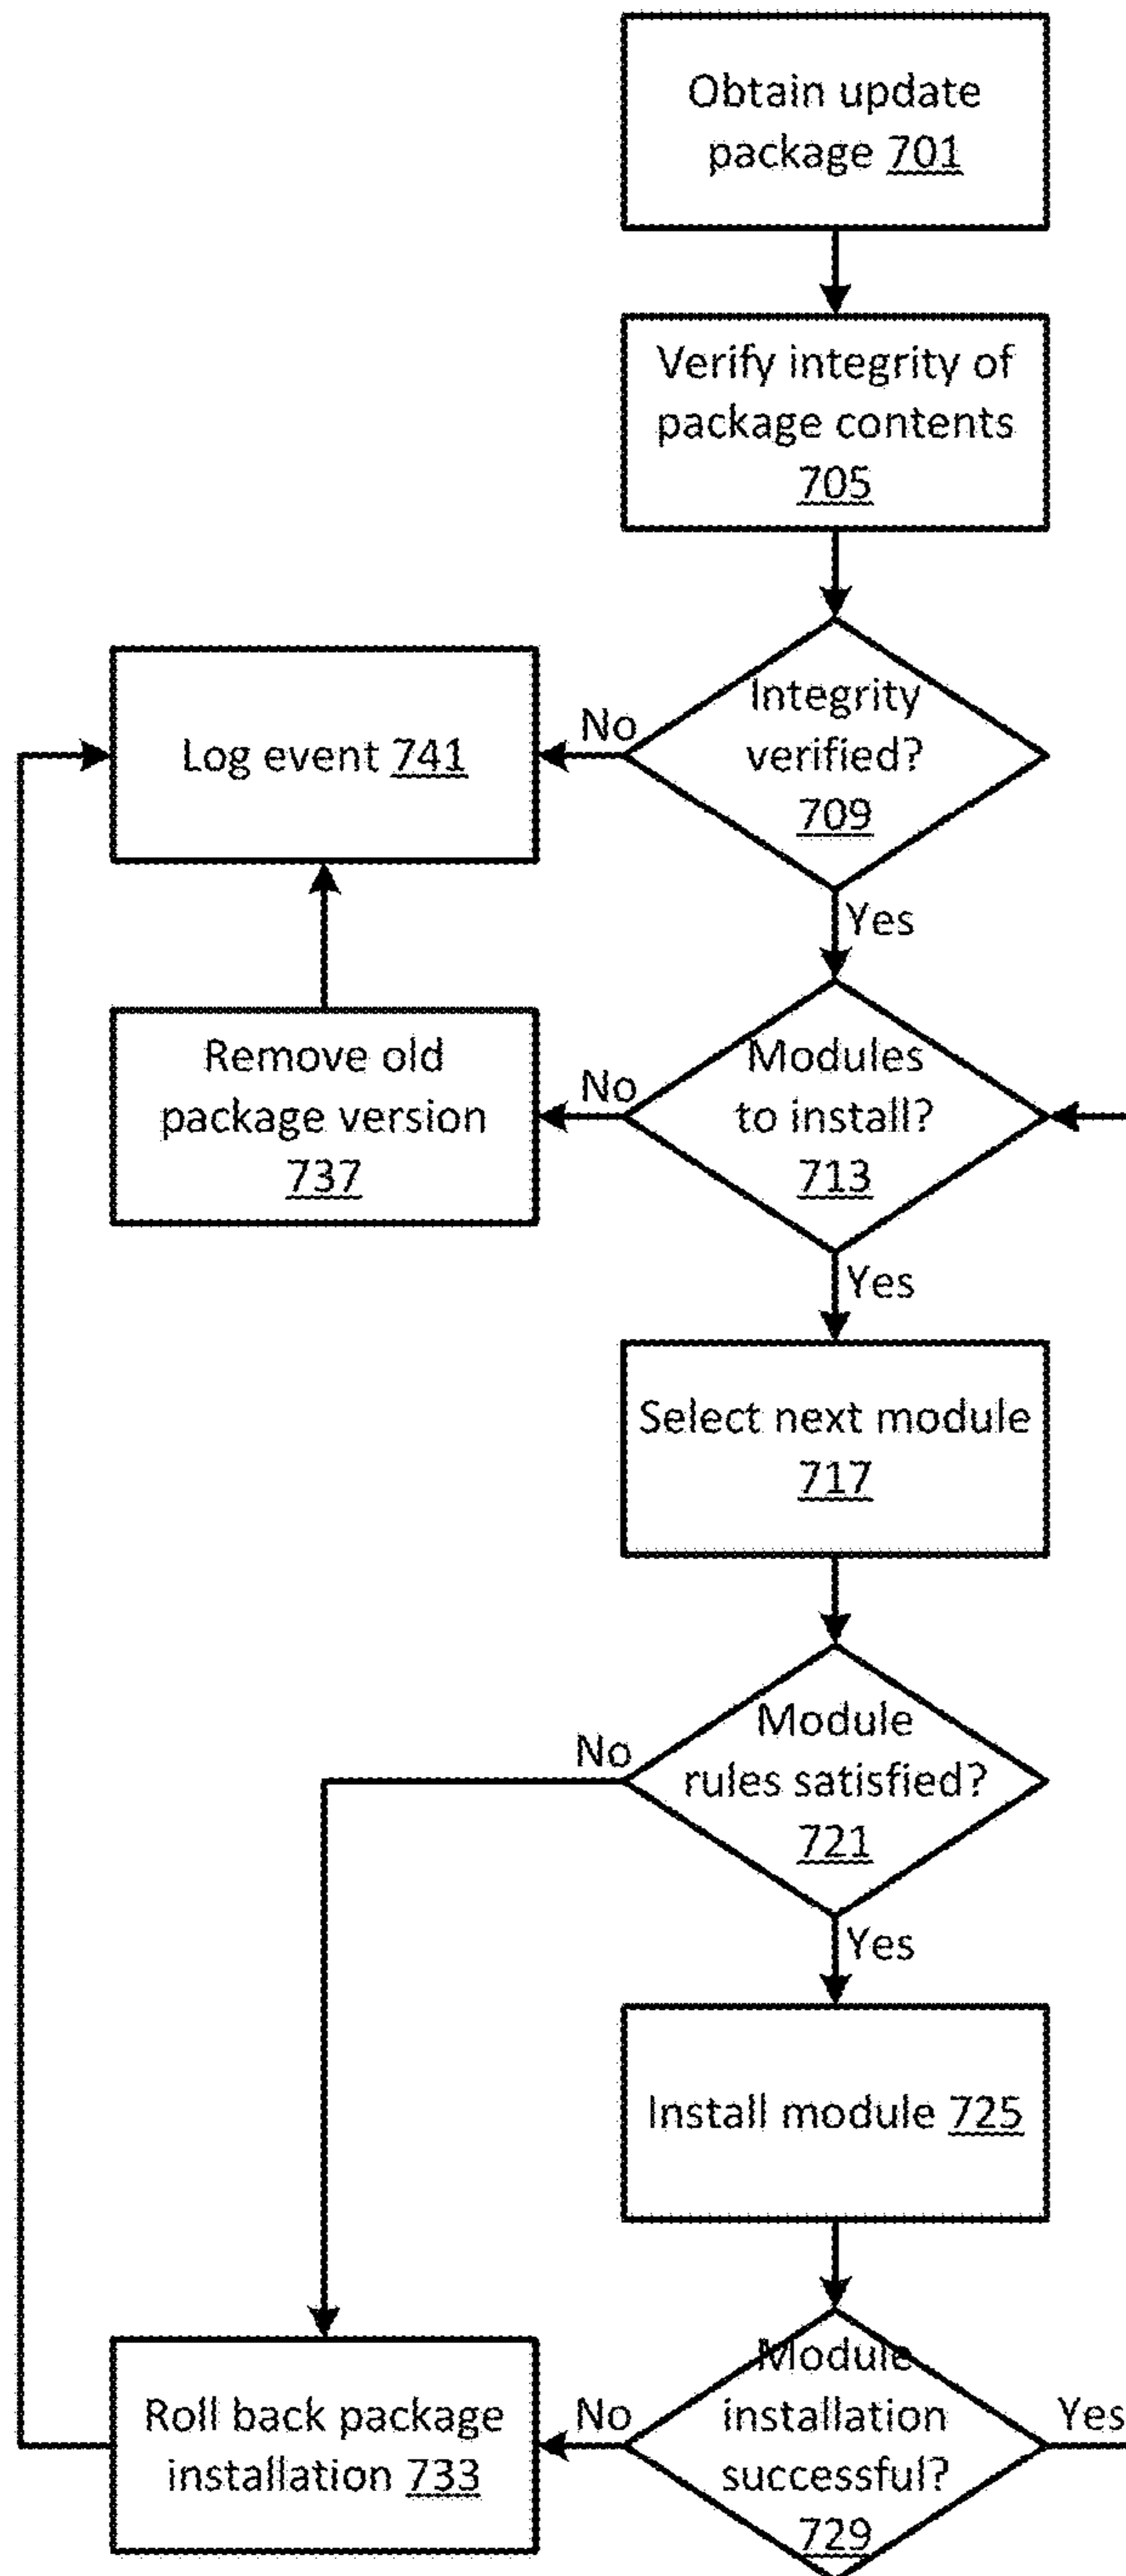 Obtain update
package 701
Verify integrity of
package contents
705
Integrity
verified?
709
No
Log event 741
Yes
Modules
to install?
713
No
Remove old
package version
737
Yes
Select next module
717
Module
rules satisfied?
721
No
Yes
Install module 725
Module
installation
successful?
729
No
Yes
Roll back package
installation 733